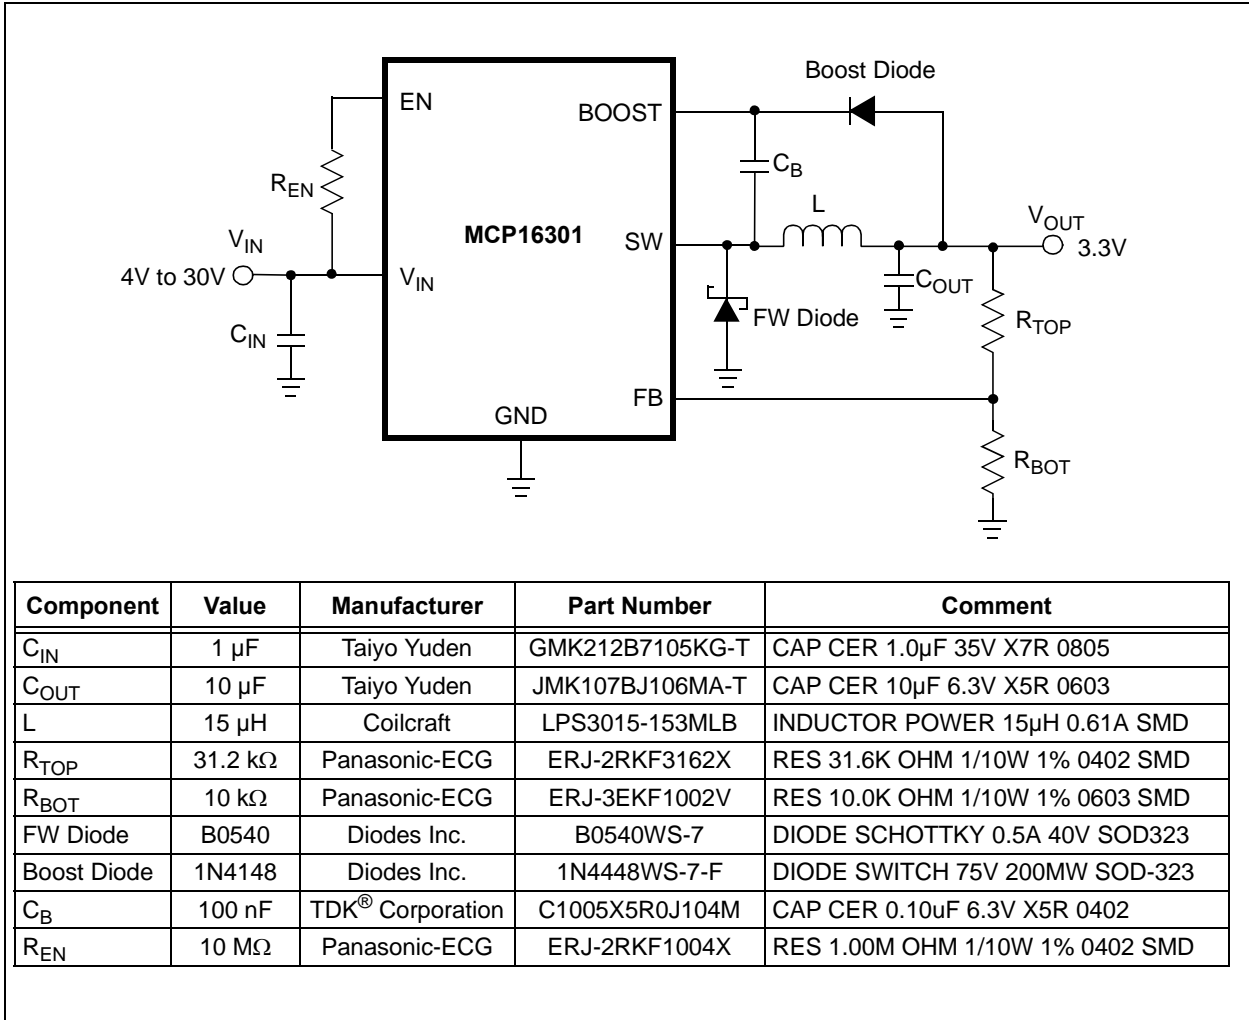 Boost Diode
EN
BOOST
C_B
R_EN
L
MCP16301
SW
V_OUT
3.3V
V_IN
4V to 30V
V_IN
C_OUT
FW Diode
R_TOP
C_IN
FB
GND
R_BOT
Component Value Manufacturer Part Number Comment
C_IN 1 µF Taiyo Yuden GMK212B7105KG-T CAP CER 1.0µF 35V X7R 0805
C_OUT 10 µF Taiyo Yuden JMK107BJ106MA-T CAP CER 10µF 6.3V X5R 0603
L 15 µH Coilcraft LPS3015-153MLB INDUCTOR POWER 15µH 0.61A SMD
R_TOP 31.2 kΩ Panasonic-ECG ERJ-2RKF3162X RES 31.6K OHM 1/10W 1% 0402 SMD
R_BOT 10 kΩ Panasonic-ECG ERJ-3EKF1002V RES 10.0K OHM 1/10W 1% 0603 SMD
FW Diode B0540 Diodes Inc. B0540WS-7 DIODE SCHOTTKY 0.5A 40V SOD323
Boost Diode 1N4148 Diodes Inc. 1N4448WS-7-F DIODE SWITCH 75V 200MW SOD-323
C_B 100 nF TDK® Corporation C1005X5R0J104M CAP CER 0.10uF 6.3V X5R 0402
R_EN 10 MΩ Panasonic-ECG ERJ-2RKF1004X RES 1.00M OHM 1/10W 1% 0402 SMD